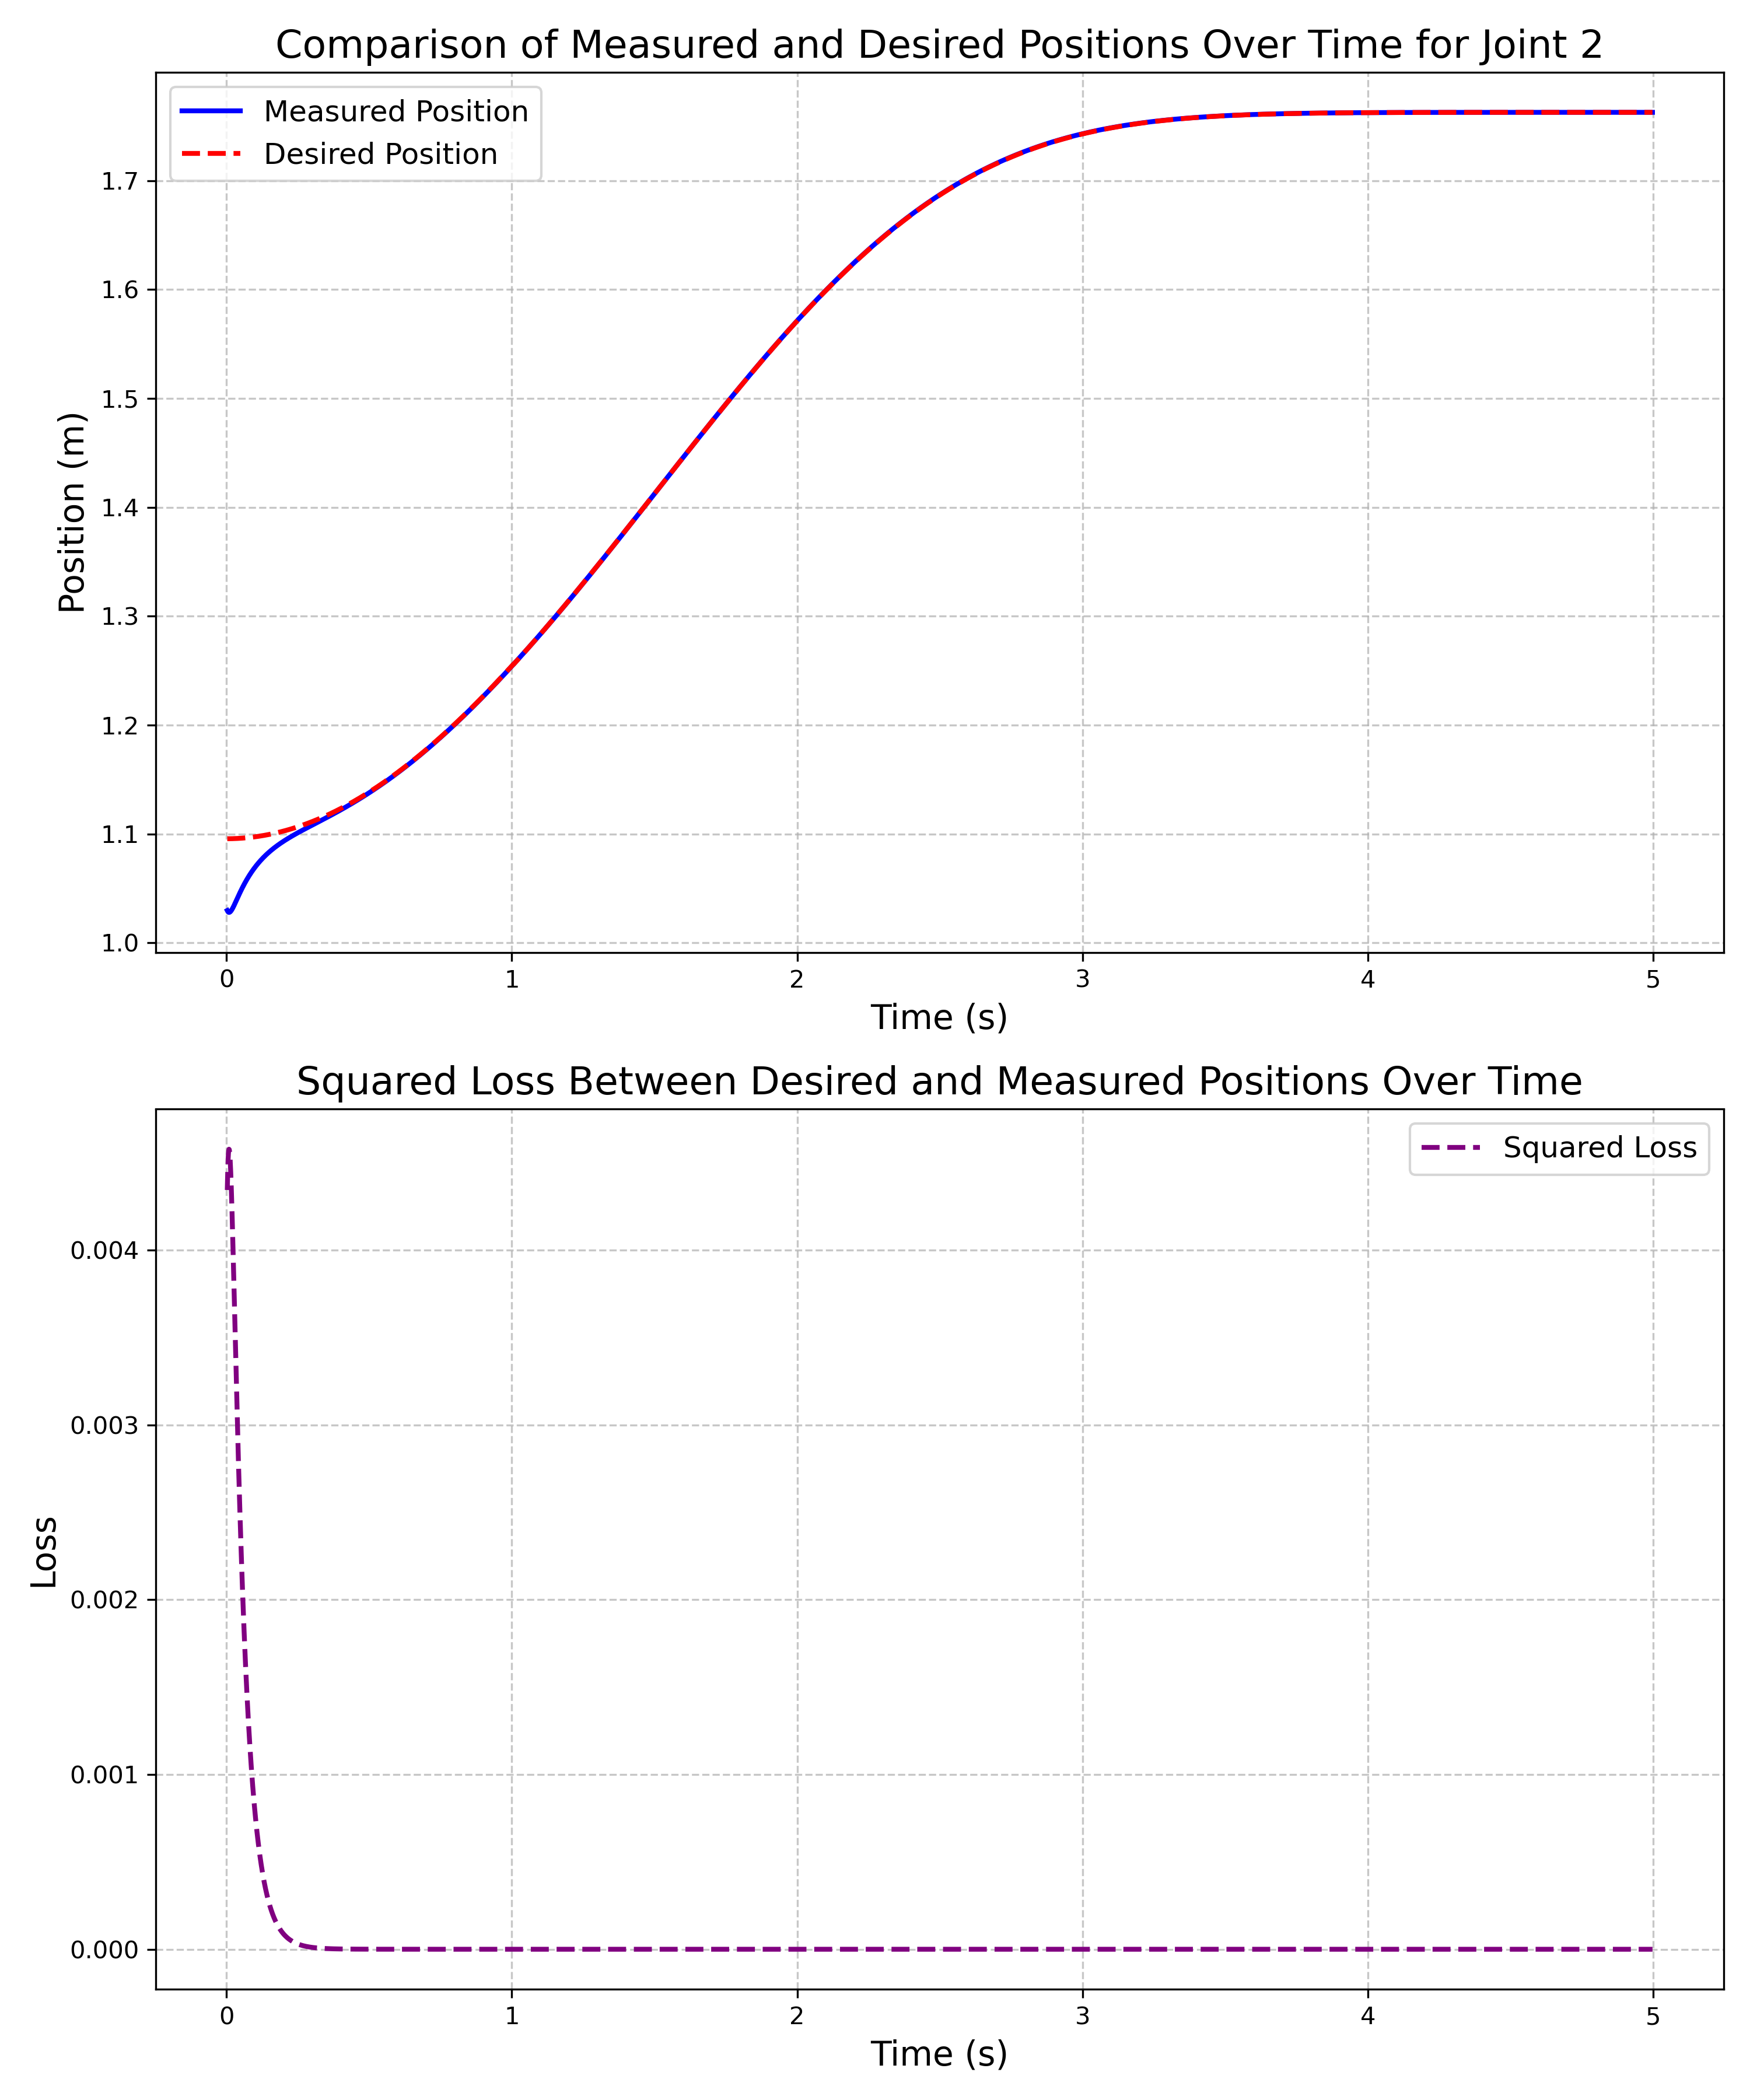 Comparison of Measured and Desired Positions Over Time for Joint 2
Measured Position
Desired Position
Position (m)
1.7
1.6
1.5
1.4
1.3
1.2
1.1
1.0
0 1 2 3 4 5
Time (s)
Squared Loss Between Desired and Measured Positions Over Time
Squared Loss
Loss
0.004
0.003
0.002
0.001
0.000
0 1 2 3 4 5
Time (s)